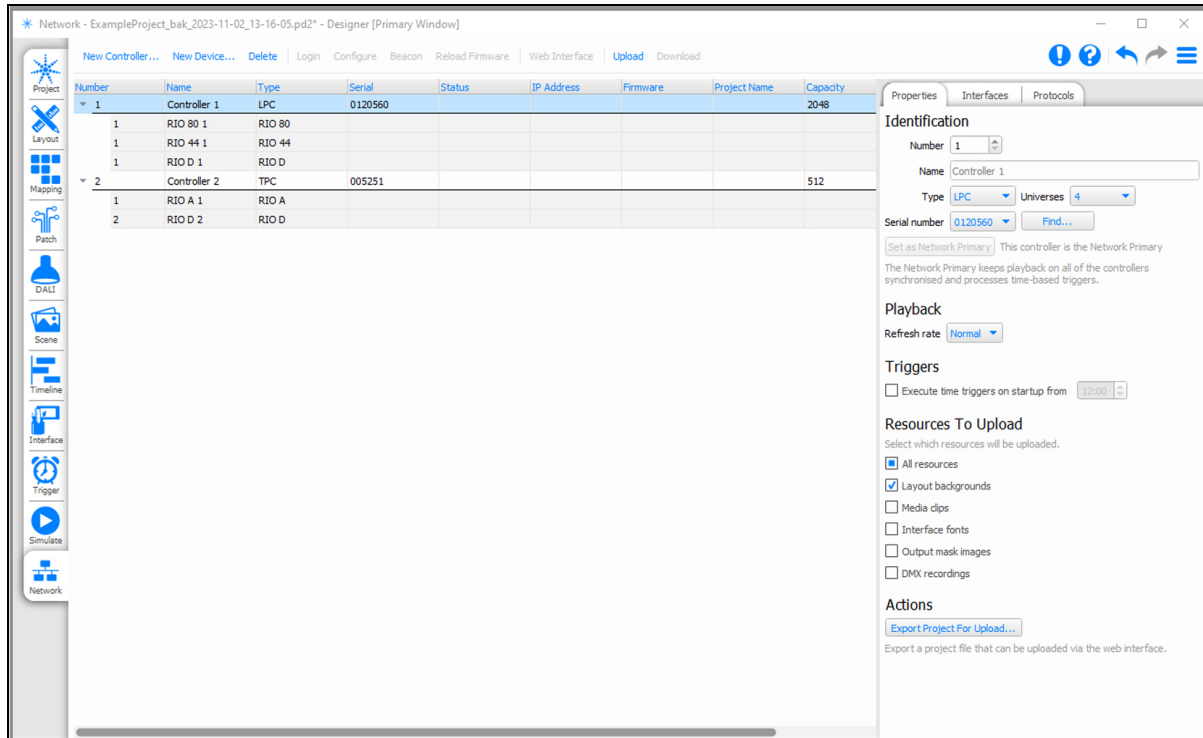 Network - ExampleProject_bak_2023-11-02_13-16-05.pd2* - Designer [Primary Window]
New Controller... New Device... Delete Login Configure Beacon Reload Firmware Web Interface Upload Download
Project
Layout
Mapping
Patch
DALI
Scene
Timeline
Interface
Trigger
Simulate
Network
Number Name Type Serial Status IP Address Firmware Project Name Capacity
1 Controller 1 LPC 0120560 2048
1 RIO 80 1 RIO 80
1 RIO 44 1 RIO 44
1 RIO D 1 RIO D
2 Controller 2 TPC 005251 512
1 RIO A 1 RIO A
2 RIO D 2 RIO D
Properties Interfaces Protocols
Identification
Number 1
Name Controller 1
Type LPC Universes 4
Serial number 0120560 Find...
Set as Network Primary This controller is the Network Primary
The Network Primary keeps playback on all of the controllers
synchronised and processes time-based triggers.
Playback
Refresh rate Normal
Triggers
Execute time triggers on startup from 12:00
Resources To Upload
Select which resources will be uploaded.
All resources
Layout backgrounds
Media clips
Interface fonts
Output mask images
DMX recordings
Actions
Export Project For Upload...
Export a project file that can be uploaded via the web interface.